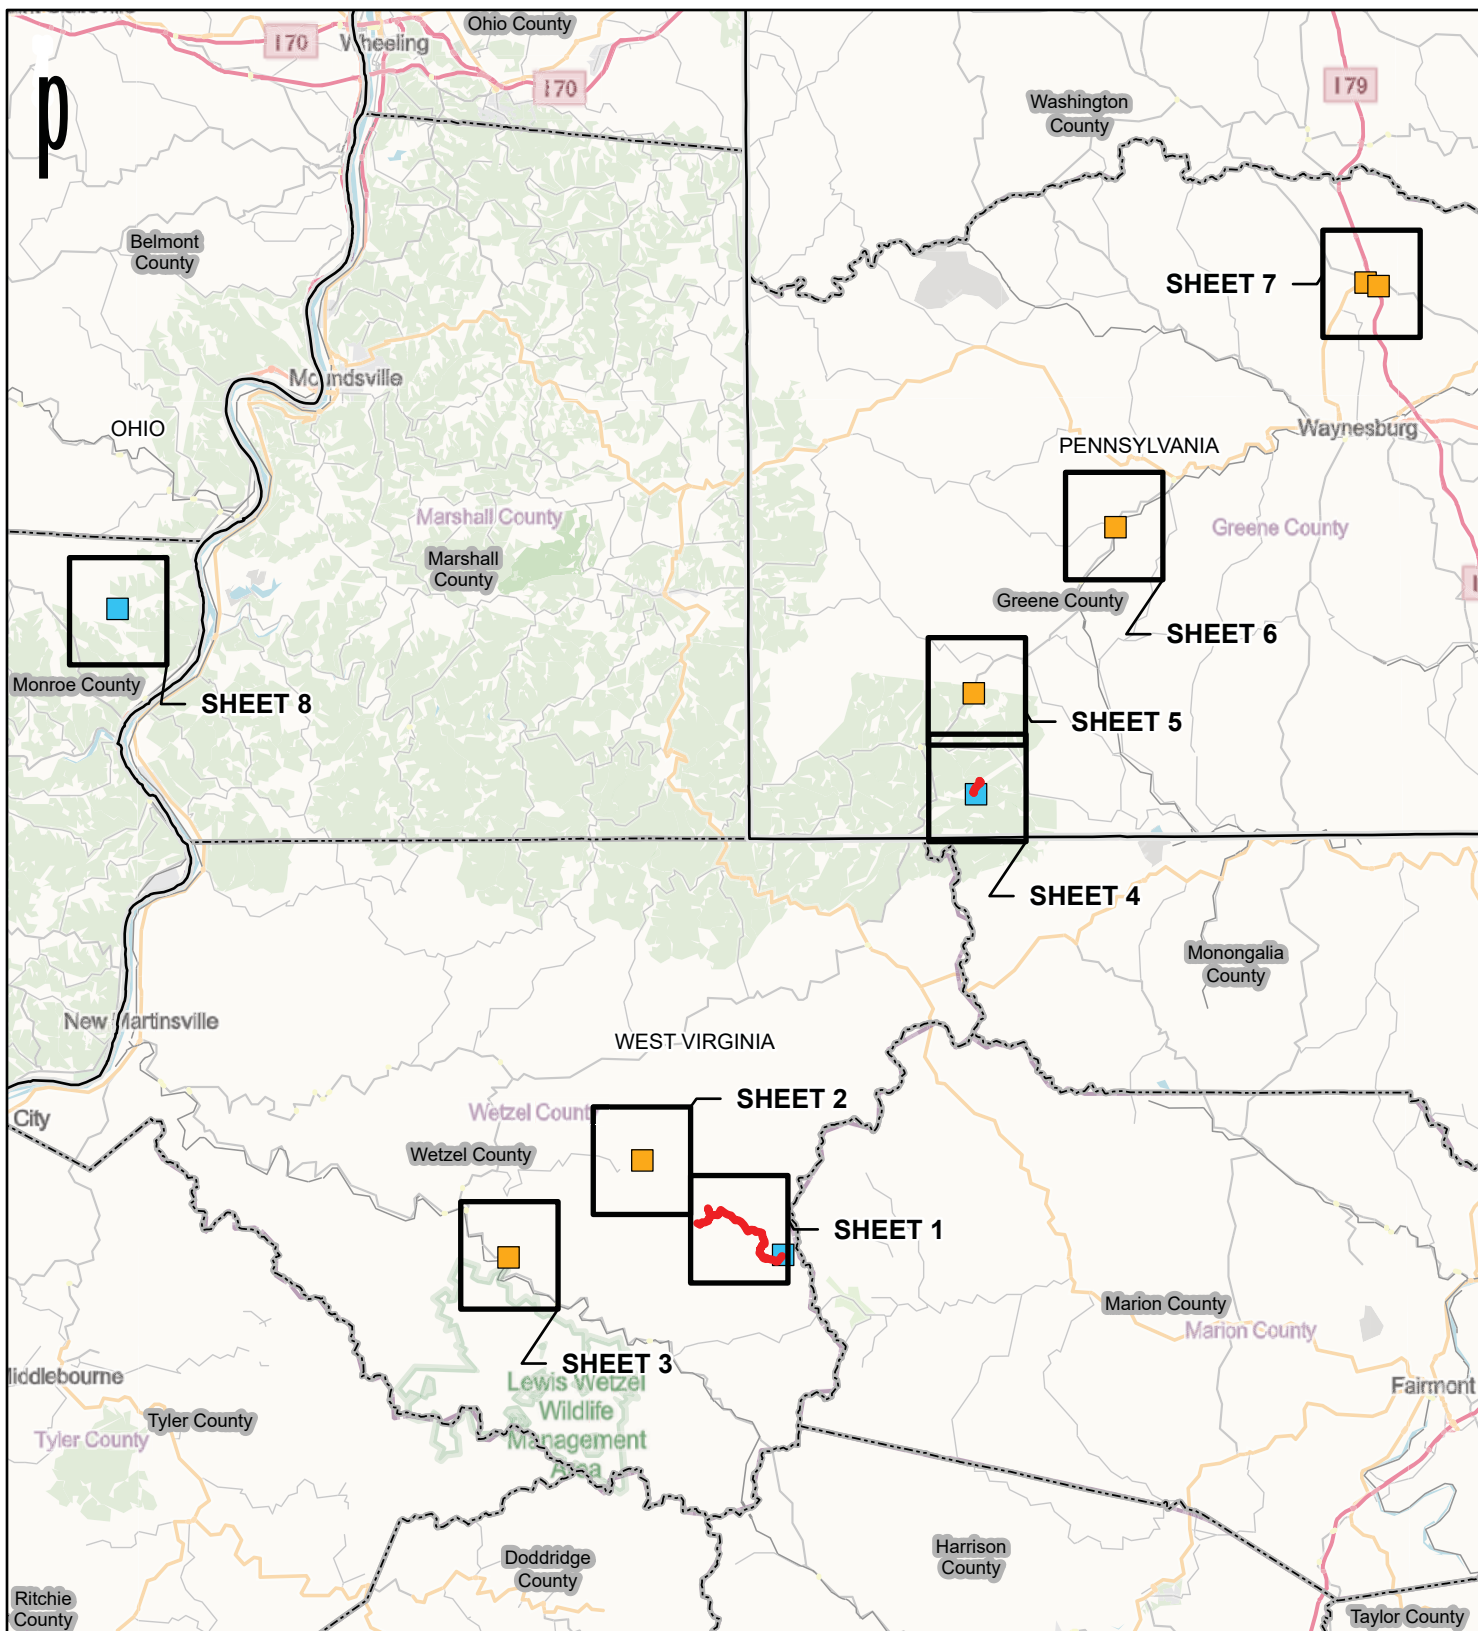 Ohio County
I 70
Wheeling
I 70
I 79
Washington
County
p
Belmont
County
SHEET 7
Moundsville
OHIO
Waynesburg
PENNSYLVANIA
Marshall County
Greene County
Marshall
County
Greene County
SHEET 6
Monroe County
SHEET 8
SHEET 5
SHEET 4
Monongalia
County
New Martinsville
WEST VIRGINIA
SHEET 2
Wetzel Count
City
Wetzel County
SHEET 1
Marion County
Marion County
SHEET 3
iddlebourne
Lewis Wetzel
Wildlife
Management
Area
Fairmont
Tyler County
Tyler County
Harrison
County
Doddridge
County
Ritchie
County
Taylor County